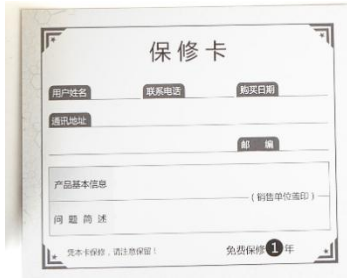 保修卡
用户姓名 联系电话 购买日期
通讯地址
邮 编
产品基本信息
(销售单位盖印)
问题简述
凭本卡保修,请注意保留! 免费保修1年